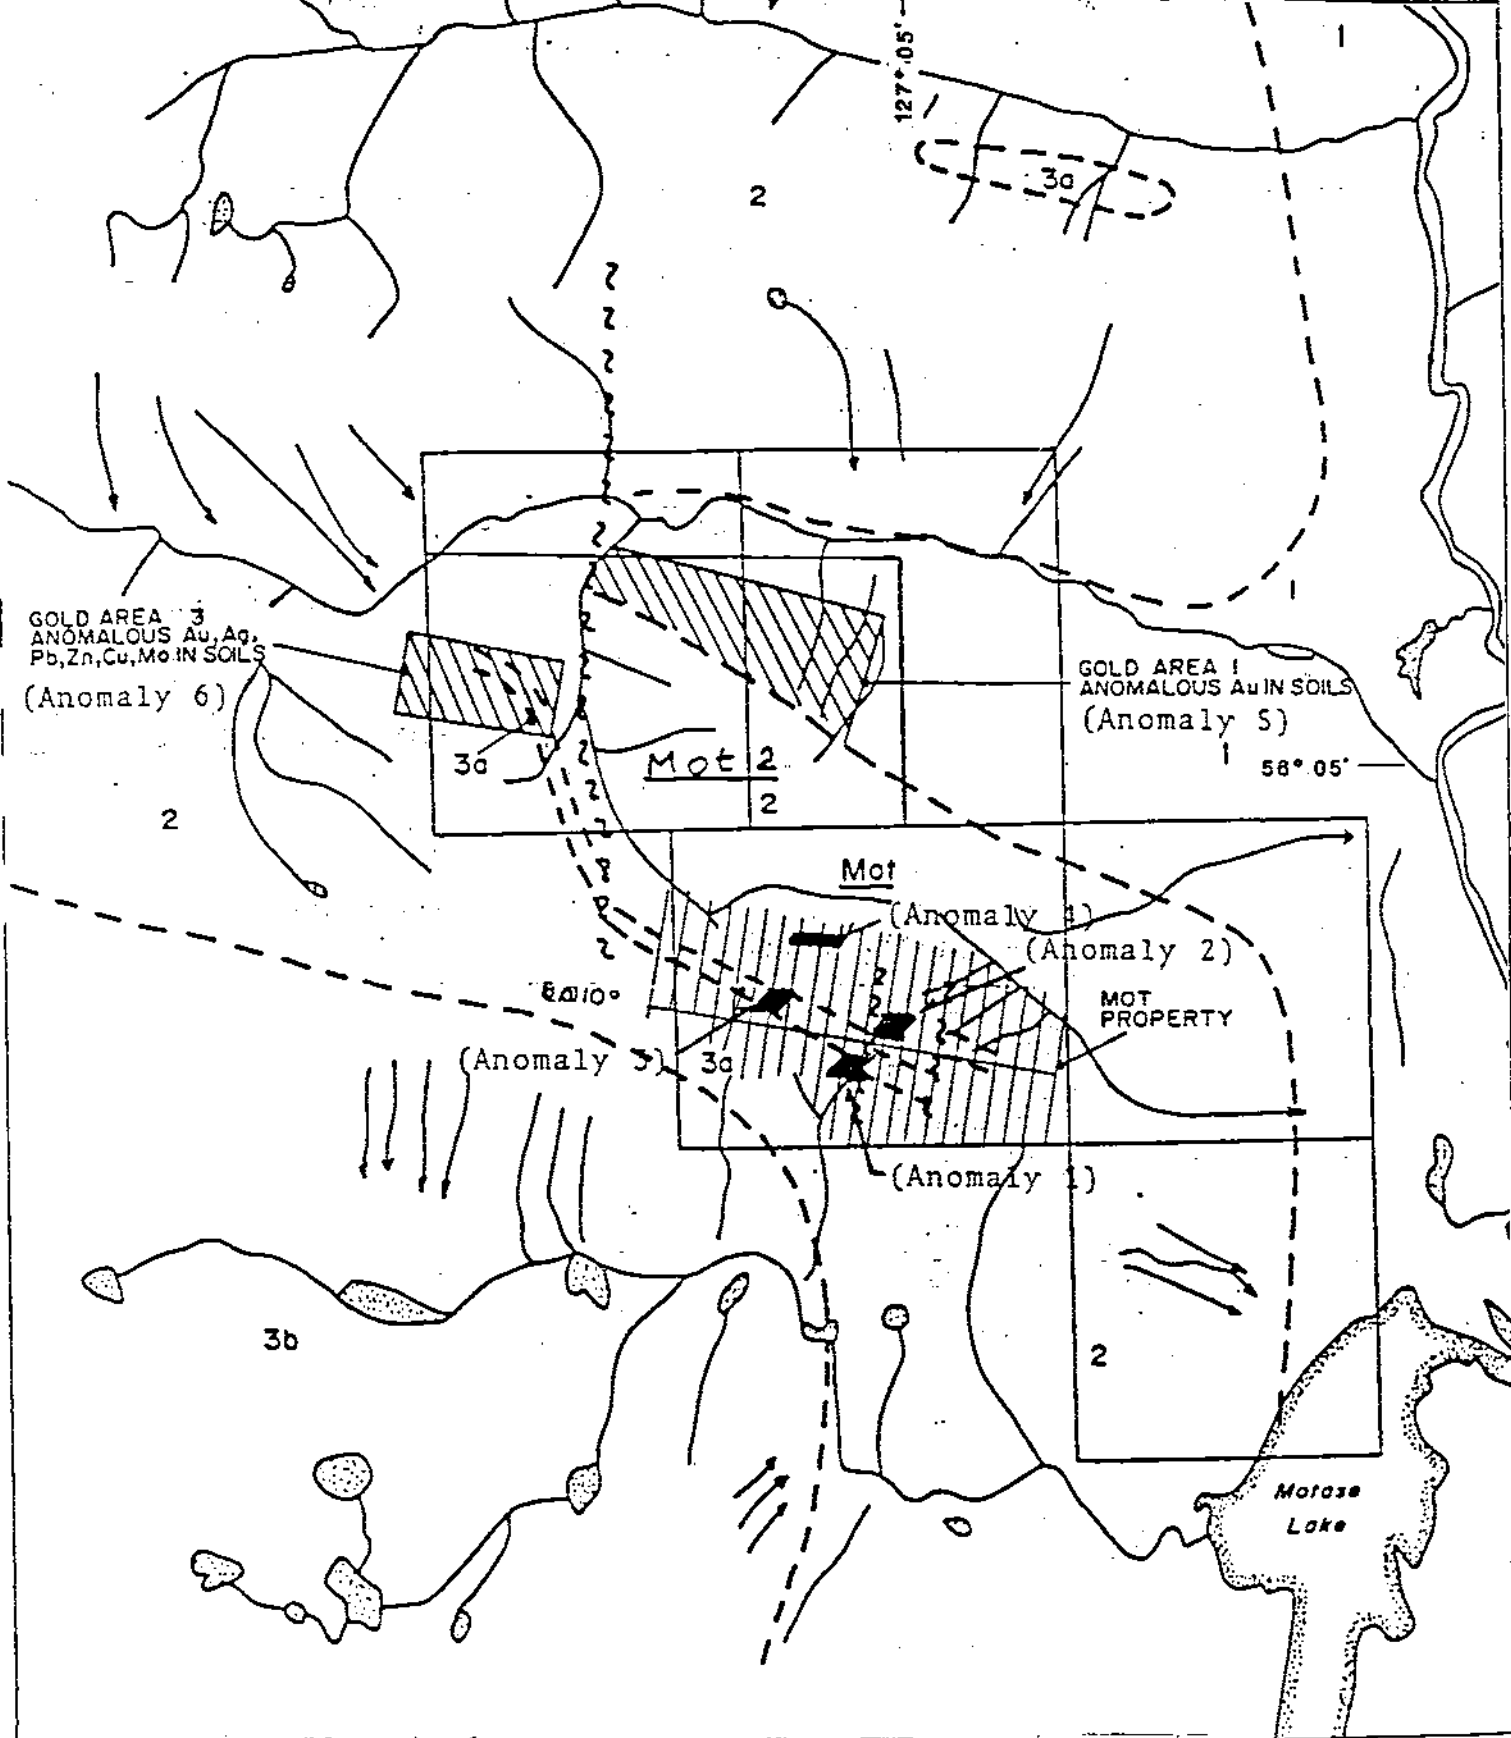 1
127° 05'
3a
2
GOLD AREA 3
ANOMALOUS Au, Ag,
Pb, Zn, Cu, Mo IN SOILS
(Anomaly 6)
GOLD AREA 1
ANOMALOUS Au IN SOILS
(Anomaly 5)
1
56° 05'
3a
Mot 2
2
2
Mot
(Anomaly 4)
(Anomaly 2)
MOT
PROPERTY
(Anomaly 3)
3a
(Anomaly 1)
3b
2
Motase
Lake